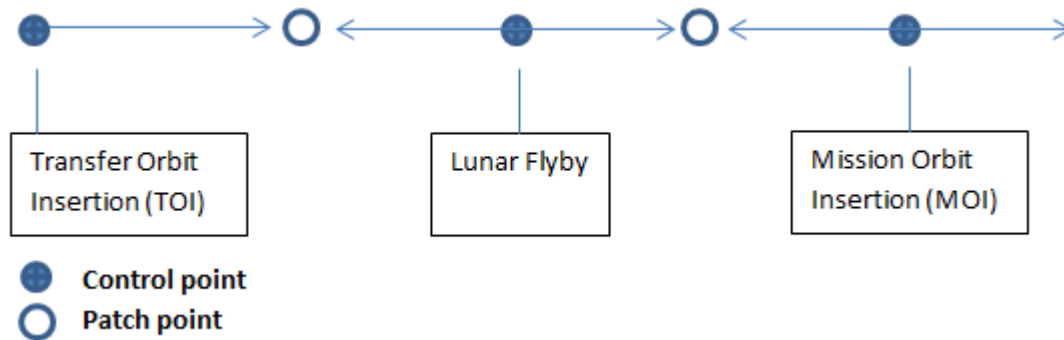 Transfer Orbit
Insertion (TOI)
Lunar Flyby
Mission Orbit
Insertion (MOI)
Control point
Patch point